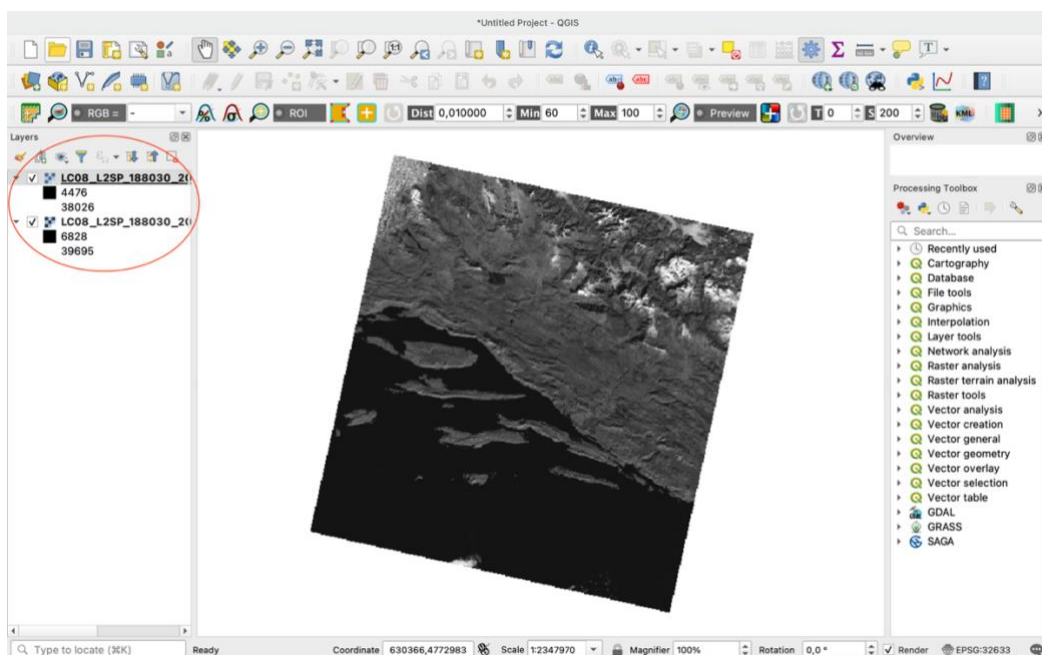 *Untitled Project - QGIS
RGB = -
ROI
Dist 0,010000 Min 60 Max 100 Preview T 0 S 200
KML
Layers
LC08_L2SP_188030_20
4476
38026
LC08_L2SP_188030_20
6828
39695
Overview
Processing Toolbox
Search...
Recently used
Cartography
Database
File tools
Graphics
Interpolation
Layer tools
Network analysis
Raster analysis
Raster terrain analysis
Raster tools
Vector analysis
Vector creation
Vector general
Vector geometry
Vector overlay
Vector selection
Vector table
GDAL
GRASS
SAGA
Type to locate (⌘K) Ready Coordinate 630366,4772983 Scale 1:2347970 Magnifier 100% Rotation 0,0 ° Render EPSG:32633